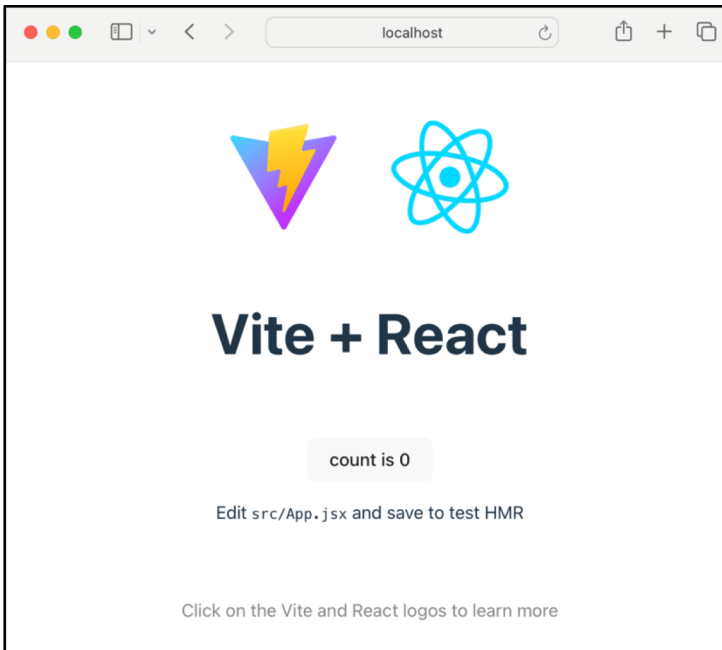 localhost
Vite + React
count is 0
Edit src/App.jsx and save to test HMR
Click on the Vite and React logos to learn more